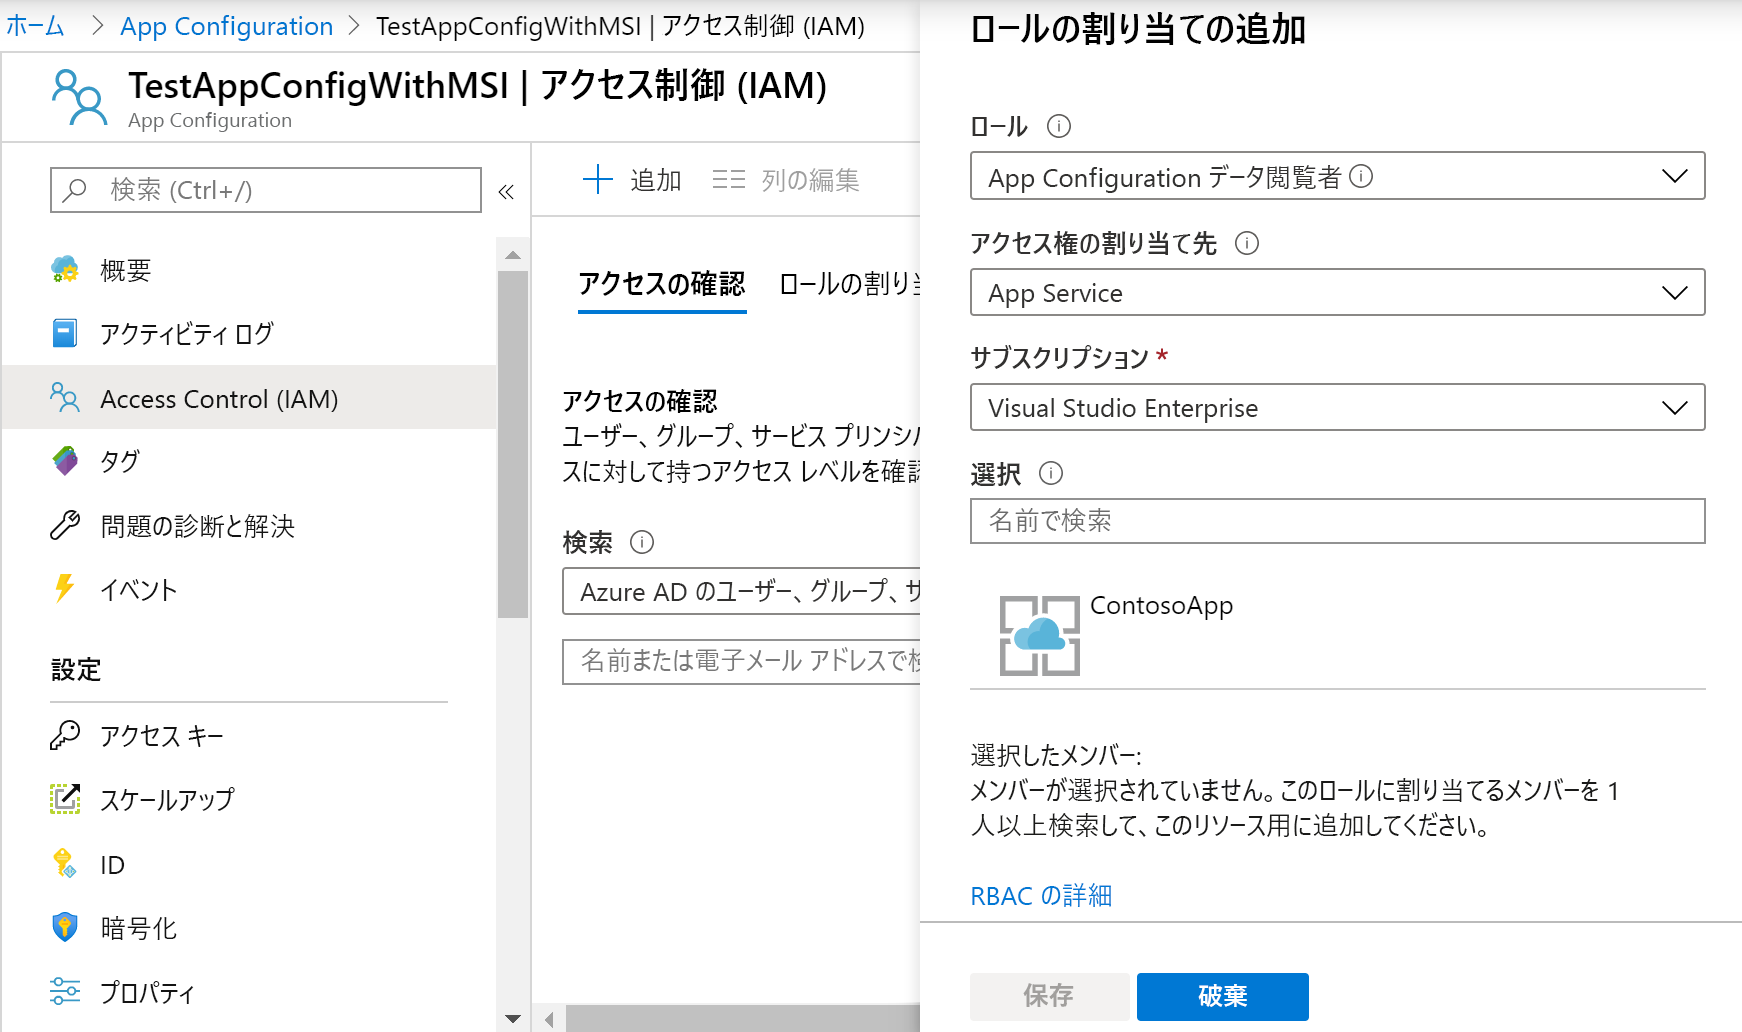 ホーム > App Configuration > TestAppConfigWithMSI | アクセス制御 (IAM)
TestAppConfigWithMSI | アクセス制御 (IAM)
App Configuration
検索 (Ctrl+/)
«
概要
アクティビティ ログ
Access Control (IAM)
タグ
問題の診断と解決
イベント
設定
アクセス キー
スケールアップ
ID
暗号化
プロパティ
追加
列の編集
アクセスの確認
ロールの割り
アクセスの確認
ユーザー、グループ、サービス プリンシ
スに対して持つアクセス レベルを確
検索
Azure AD のユーザー、グループ、サ
名前または電子メール アドレスで
ロールの割り当ての追加
ロール
App Configuration データ閲覧者
アクセス権の割り当て先
App Service
サブスクリプション *
Visual Studio Enterprise
選択
名前で検索
ContosoApp
選択したメンバー:
メンバーが選択されていません。このロールに割り当てるメンバーを 1
人以上検索して、このリソース用に追加してください。
RBAC の詳細
保存
破棄